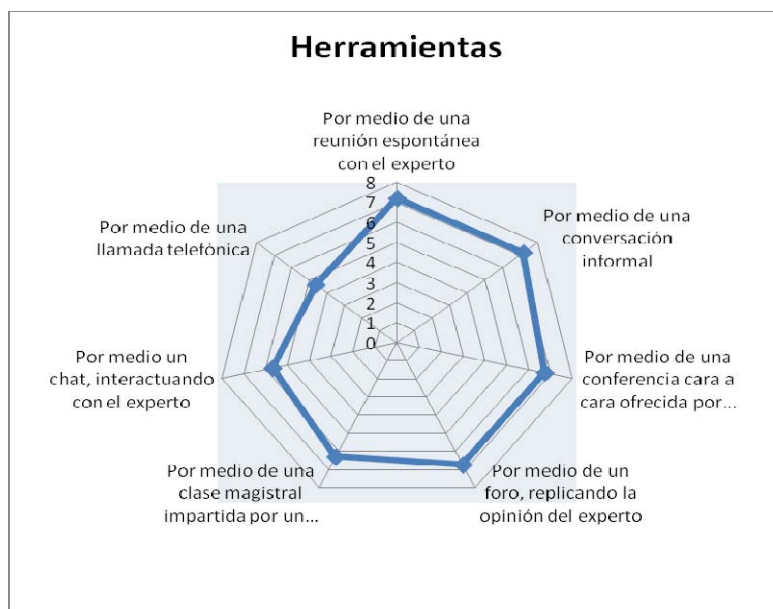 Herramientas
Por medio de una
reunión espontánea
con el experto
8
7
6
5
4
3
2
1
0
Por medio de una
conversación
informal
Por medio de una
conferencia cara a
cara ofrecida por...
Por medio de un
foro, replicando la
opinión del experto
Por medio de una
clase magistral
impartida por un...
Por medio un
chat, interactuando
con el experto
Por medio de una
llamada telefónica